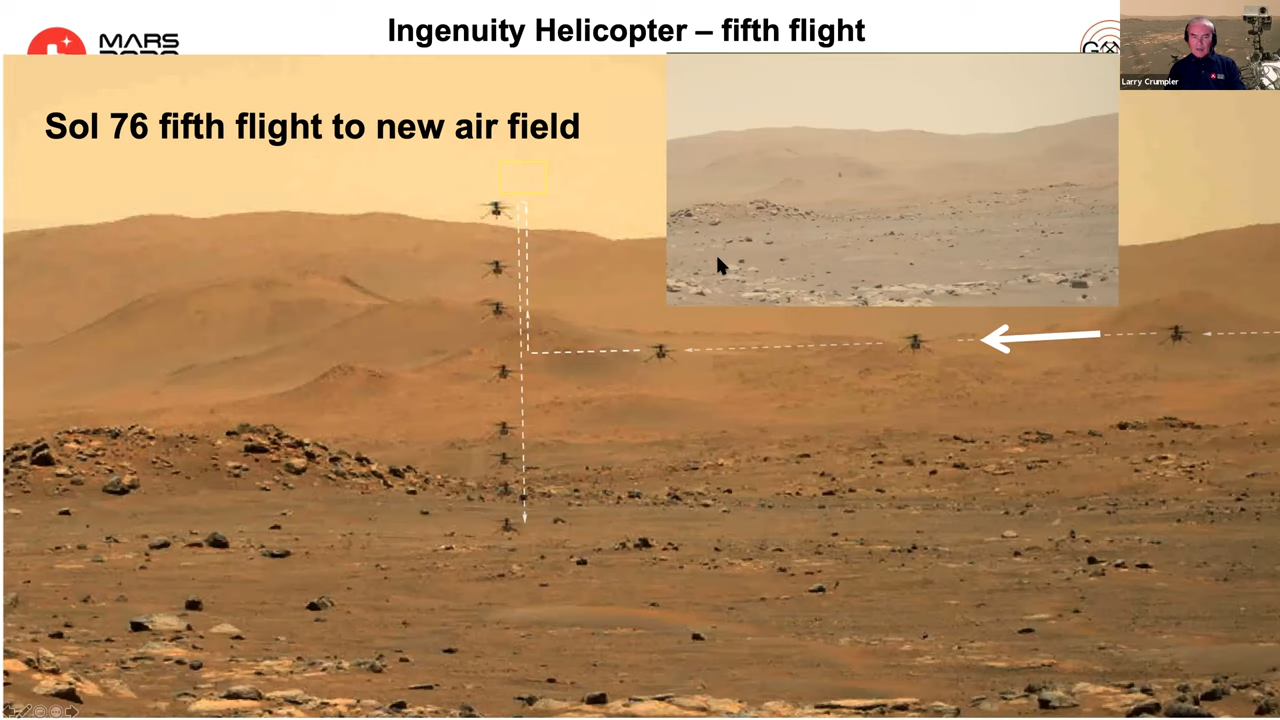 Ingenuity Helicopter – fifth flight
MARS
Sol 76 fifth flight to new air field
Larry Crumpler